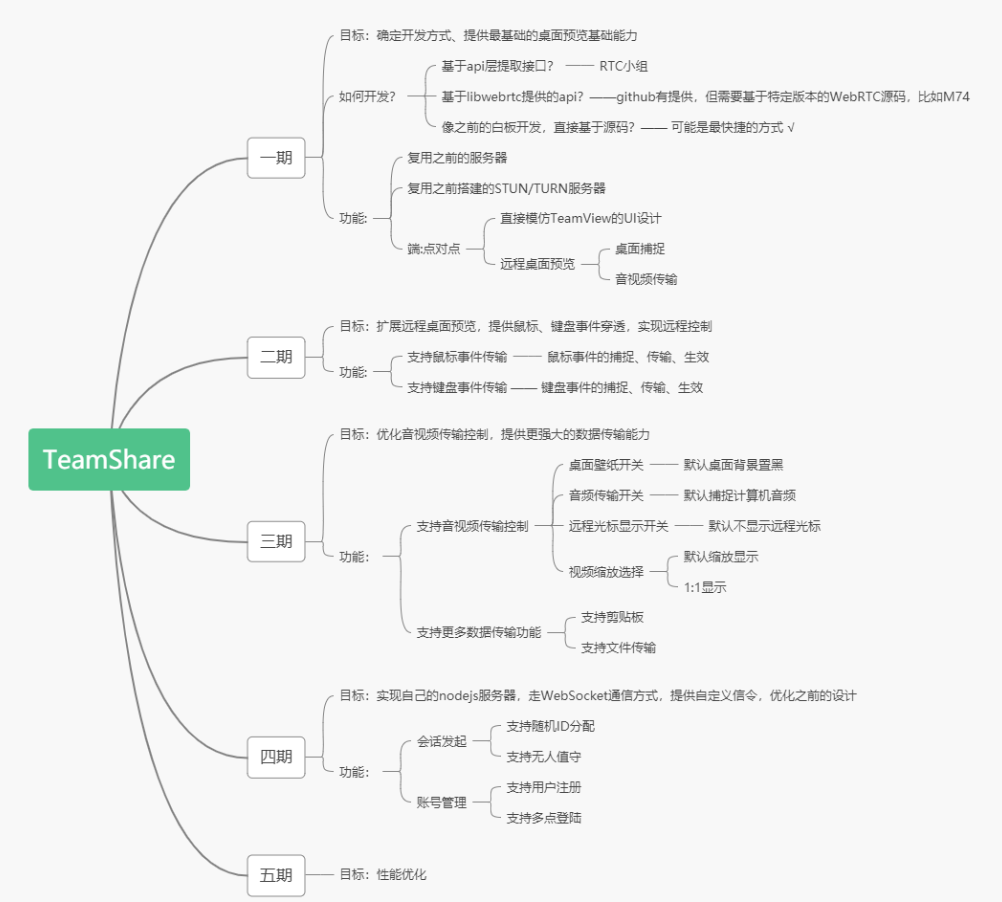 TeamShare
一期
目标：确定开发方式、提供最基础的桌面预览基础能力
如何开发？
基于api层提取接口？ —— RTC小组
基于libwebrtc提供的api？——github有提供，但需要基于特定版本的WebRTC源码，比如M74
像之前的白板开发，直接基于源码？—— 可能是最快捷的方式 √
功能:
复用之前的服务器
复用之前搭建的STUN/TURN服务器
端:点对点
直接模仿TeamView的UI设计
远程桌面预览
桌面捕捉
音视频传输
二期
目标：扩展远程桌面预览，提供鼠标、键盘事件穿透，实现远程控制
功能:
支持鼠标事件传输 —— 鼠标事件的捕捉、传输、生效
支持键盘事件传输 —— 键盘事件的捕捉、传输、生效
三期
目标：优化音视频传输控制，提供更强大的数据传输能力
功能：
支持音视频传输控制
桌面壁纸开关 —— 默认桌面背景置黑
音频传输开关 —— 默认捕捉计算机音频
远程光标显示开关 —— 默认不显示远程光标
视频缩放选择
默认缩放显示
1:1显示
支持更多数据传输功能
支持剪贴板
支持文件传输
四期
目标：实现自己的nodejs服务器，走WebSocket通信方式，提供自定义信令，优化之前的设计
功能：
会话发起
支持随机ID分配
支持无人值守
账号管理
支持用户注册
支持多点登陆
五期
目标：性能优化